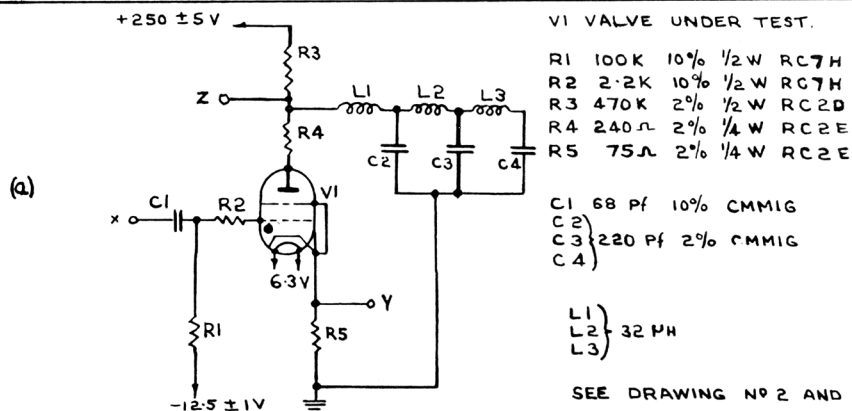 +250 ± 5 V
V1 VALVE UNDER TEST.
R3
R1 100K 10% ½W RC7H
R2 2·2K 10% ½W RC7H
R3 470K 2% ½W RC2D
R4 240Ω 2% ¼W RC2E
R5 75Ω 2% ¼W RC2E
L1 L2 L3
Z
R4
C2 C3 C4
(a)
V1
C1 68 Pf 10% CMMIG
C2
C3 220 Pf 2% CMMIG
C4
X C1 R2
6·3V
Y
R1
R5
L1
L2 32 μH
L3
-12·5 ± 1V
SEE DRAWING Nº 2 AND